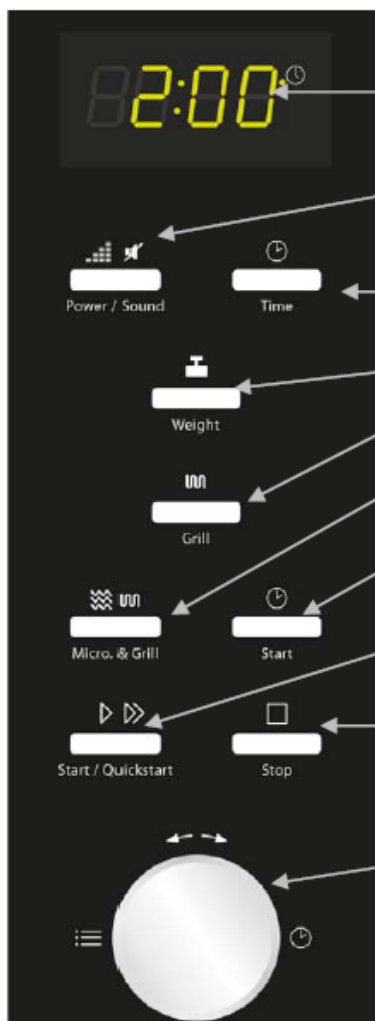 2:00
Power / Sound
Time
Weight
Grill
Micro. & Grill
Start
Start / Quickstart
Stop